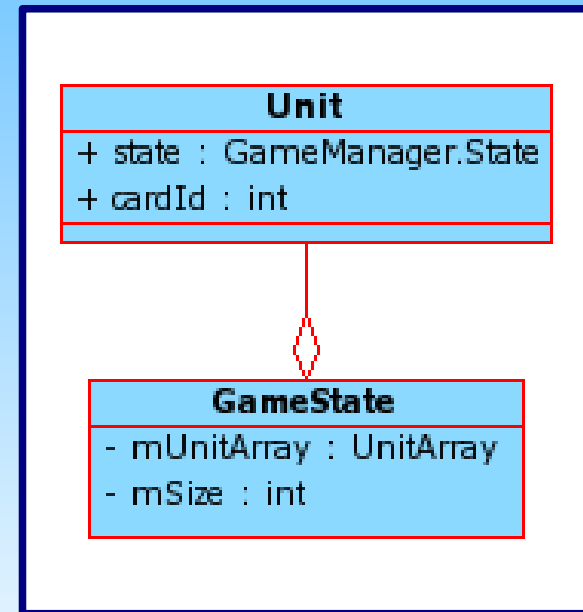 Unit
+ state : GameManager.State
+ cardId : int
GameState
- mUnitArray : UnitArray
- mSize : int